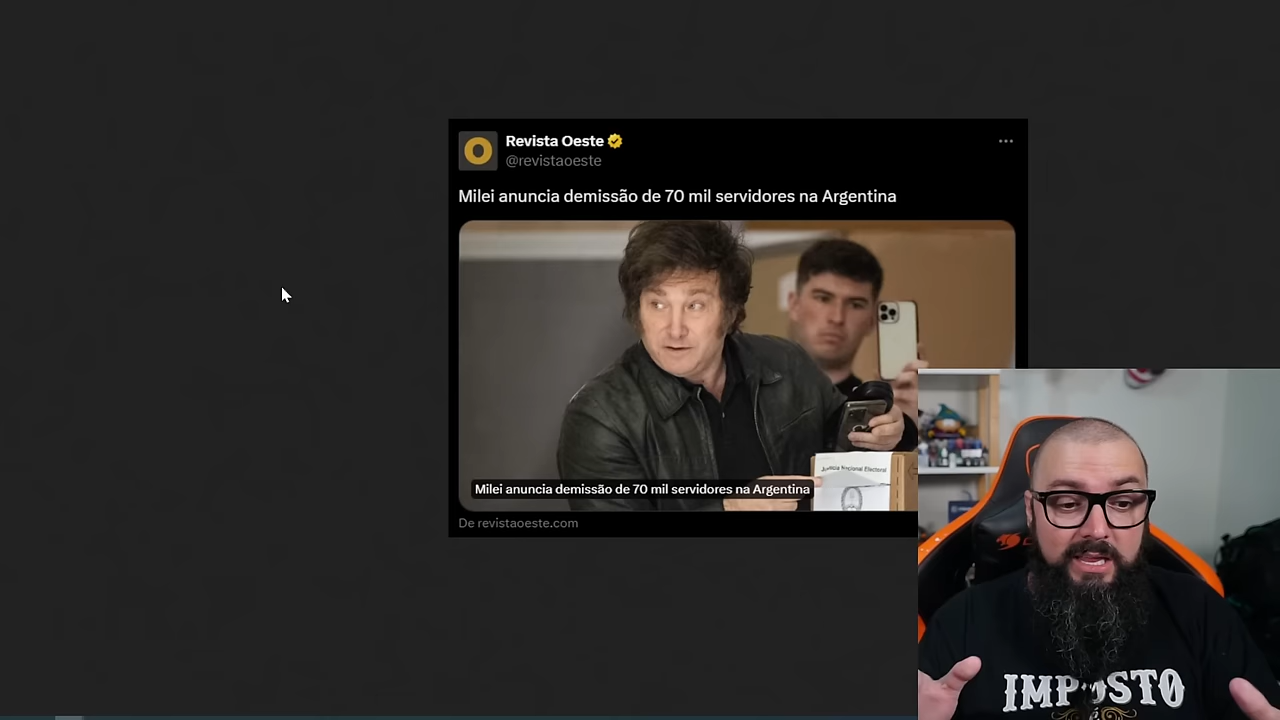 Revista Oeste
@revistaoeste
Milei anuncia demissão de 70 mil servidores na Argentina
Justicia Nacional Electoral
Milei anuncia demissão de 70 mil servidores na Argentina
De revistaoeste.com
IMPOSTO